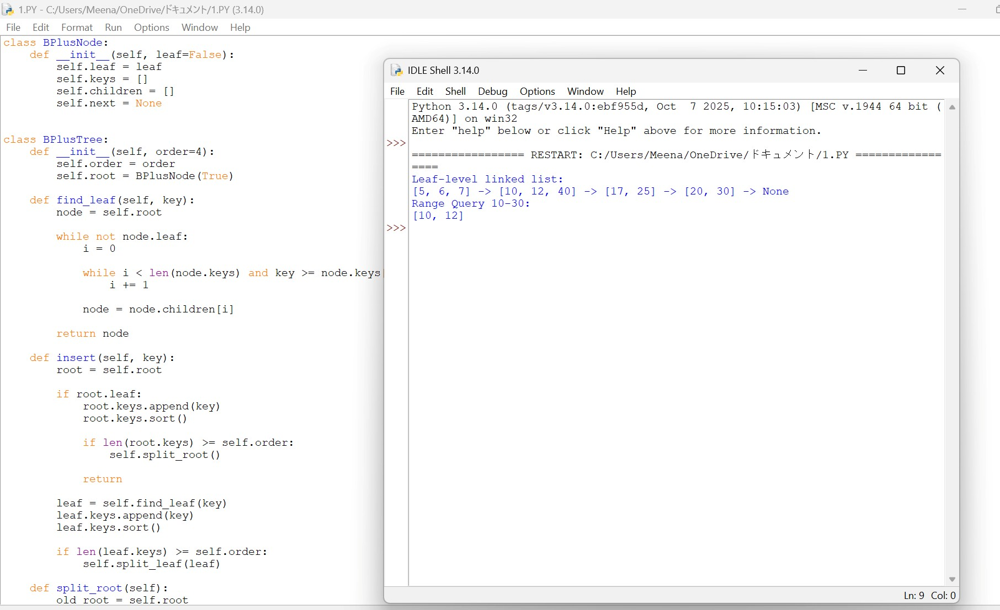 1.PY - C:/Users/Meena/OneDrive/ドキュメント/1.PY (3.14.0)
File Edit Format Run Options Window Help
class BPlusNode:
    def __init__(self, leaf=False):
        self.leaf = leaf
        self.keys = []
        self.children = []
        self.next = None
class BPlusTree:
    def __init__(self, order=4):
        self.order = order
        self.root = BPlusNode(True)
    def find_leaf(self, key):
        node = self.root
        while not node.leaf:
            i = 0
            while i < len(node.keys) and key >= node.keys
                i += 1
            node = node.children[i]
        return node
    def insert(self, key):
        root = self.root
        if root.leaf:
            root.keys.append(key)
            root.keys.sort()
            if len(root.keys) >= self.order:
                self.split_root()
            return
        leaf = self.find_leaf(key)
        leaf.keys.append(key)
        leaf.keys.sort()
        if len(leaf.keys) >= self.order:
            self.split_leaf(leaf)
    def split_root(self):
        old root = self.root
IDLE Shell 3.14.0
File Edit Shell Debug Options Window Help
Python 3.14.0 (tags/v3.14.0:ebf955d, Oct  7 2025, 10:15:03) [MSC v.1944 64 bit (
AMD64)] on win32
Enter "help" below or click "Help" above for more information.
>>>
================= RESTART: C:/Users/Meena/OneDrive/ドキュメント/1.PY =============
====
Leaf-level linked list:
[5, 6, 7] -> [10, 12, 40] -> [17, 25] -> [20, 30] -> None
Range Query 10-30:
[10, 12]
>>>
Ln: 9 Col: 0